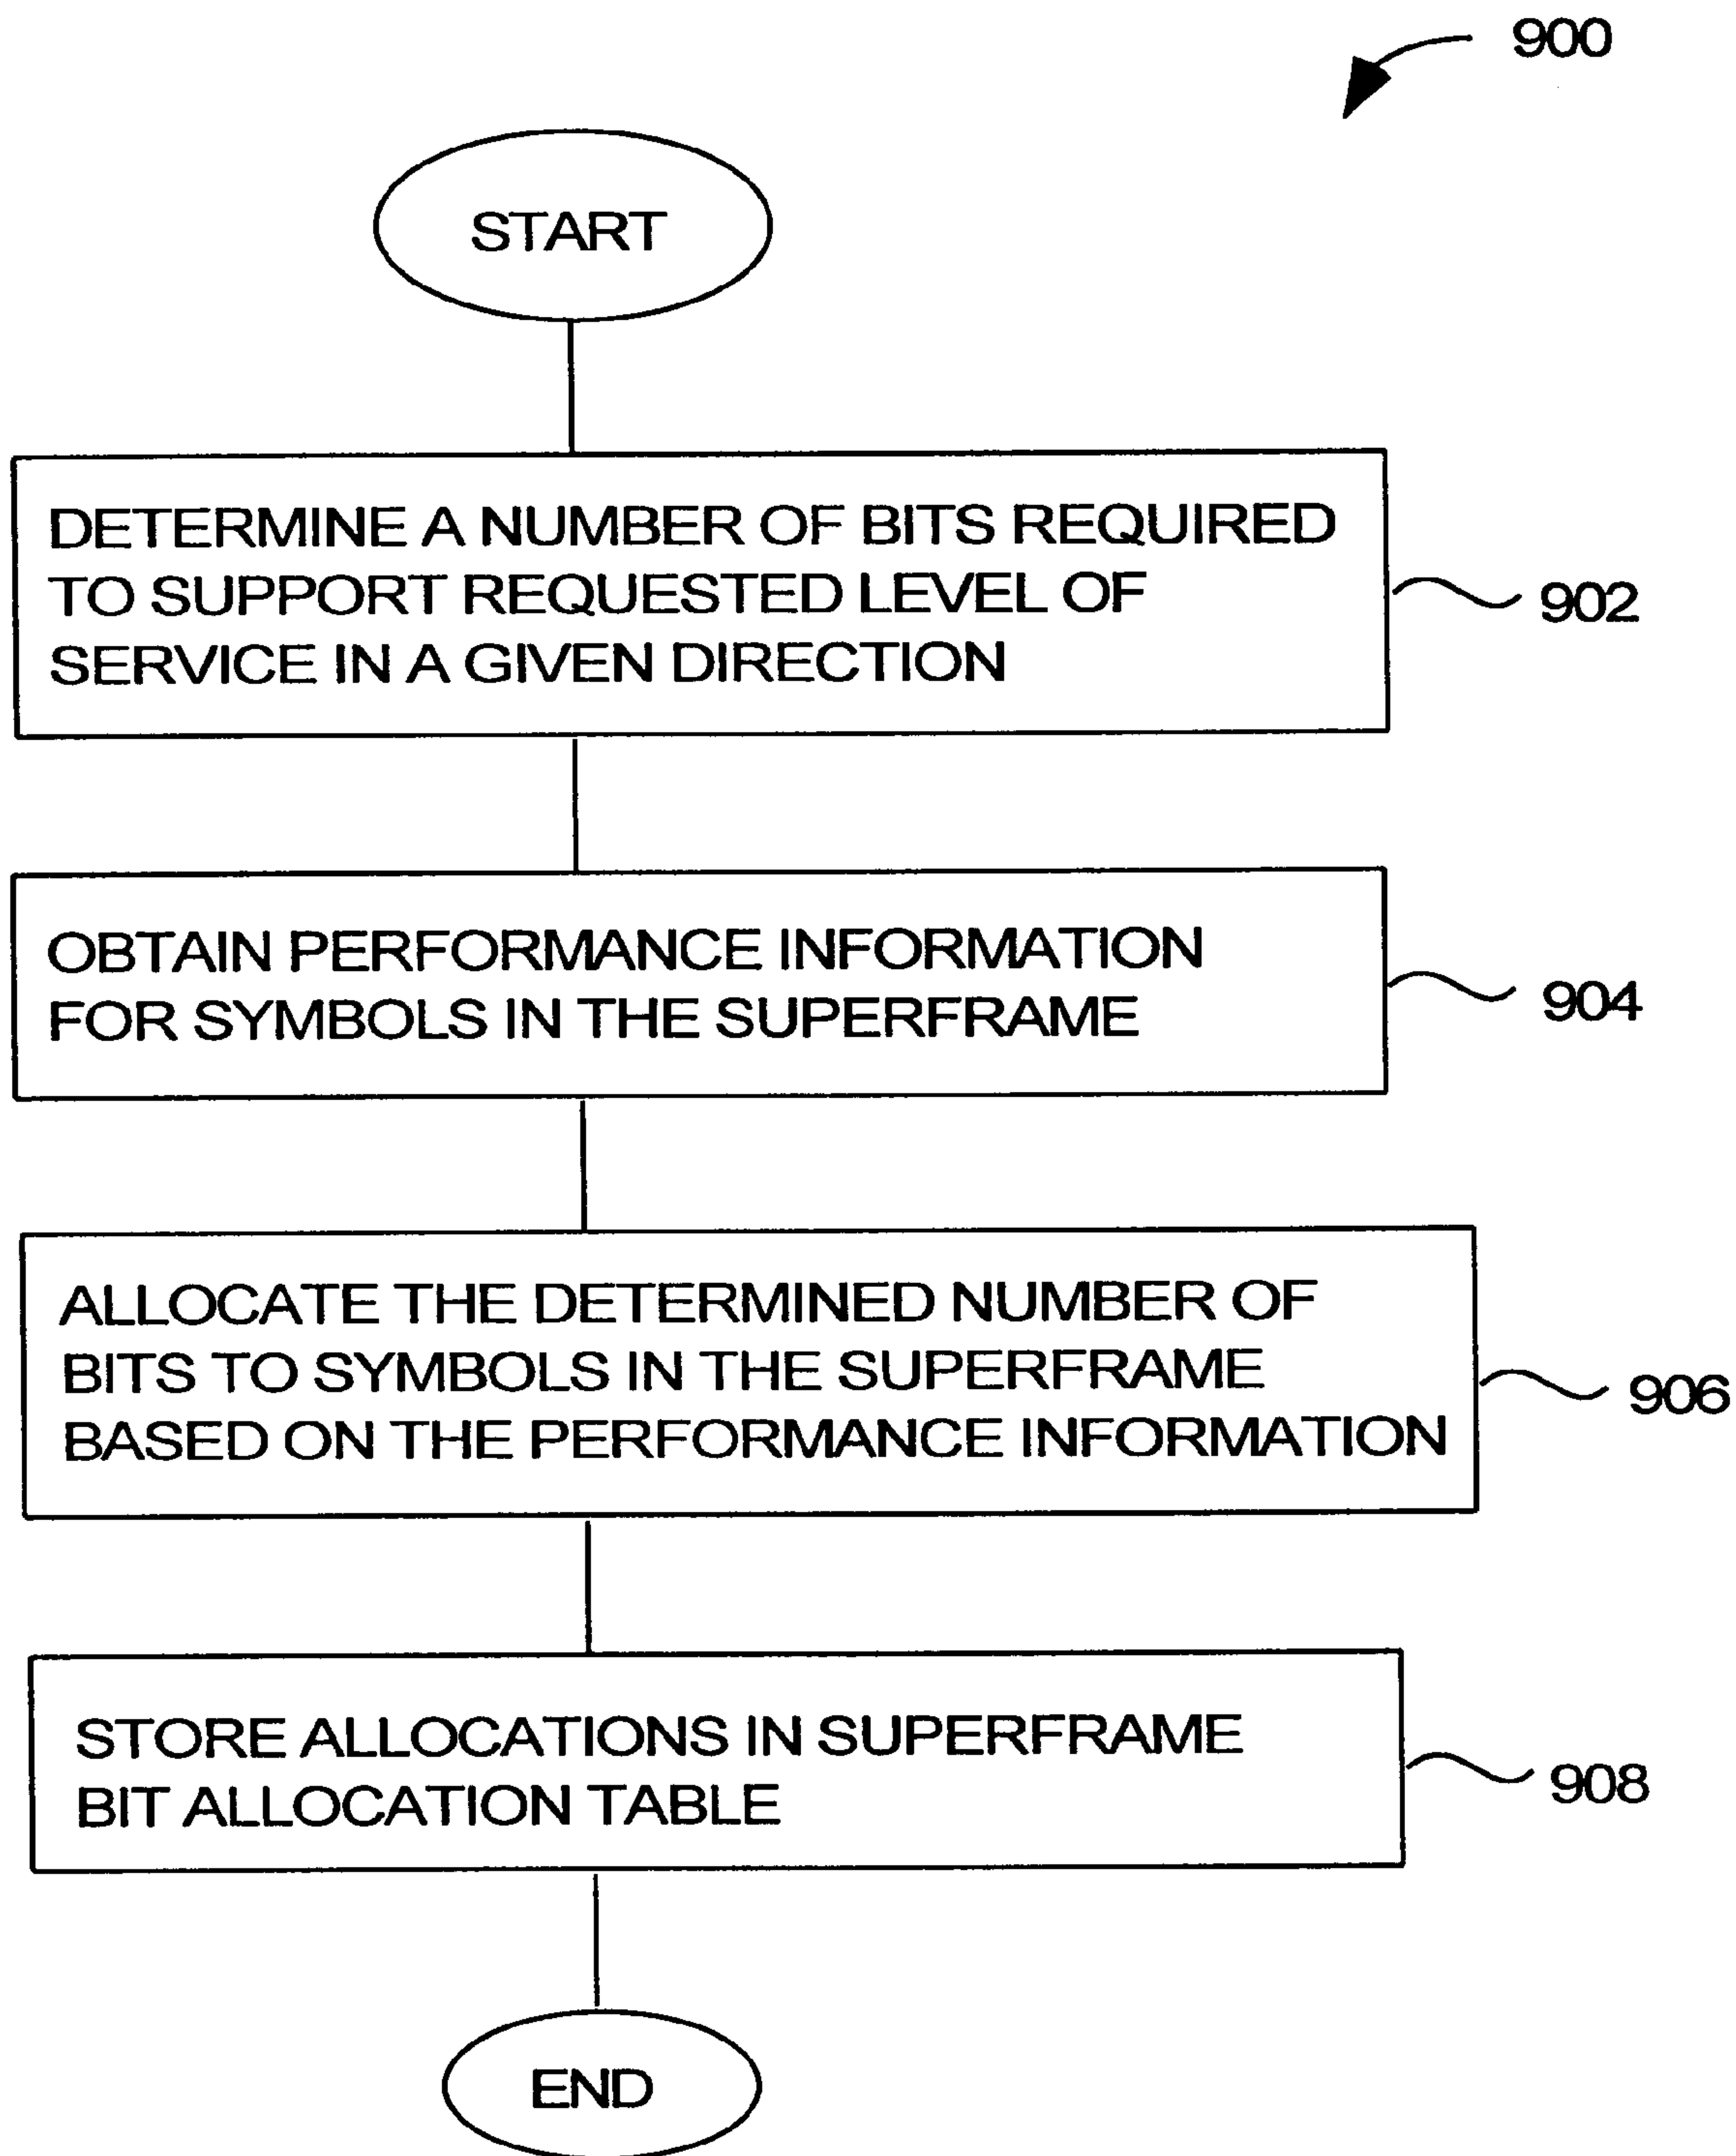 900
START
DETERMINE A NUMBER OF BITS REQUIRED
TO SUPPORT REQUESTED LEVEL OF
SERVICE IN A GIVEN DIRECTION
902
OBTAIN PERFORMANCE INFORMATION
FOR SYMBOLS IN THE SUPERFRAME
904
ALLOCATE THE DETERMINED NUMBER OF
BITS TO SYMBOLS IN THE SUPERFRAME
BASED ON THE PERFORMANCE INFORMATION
906
STORE ALLOCATIONS IN SUPERFRAME
BIT ALLOCATION TABLE
908
END